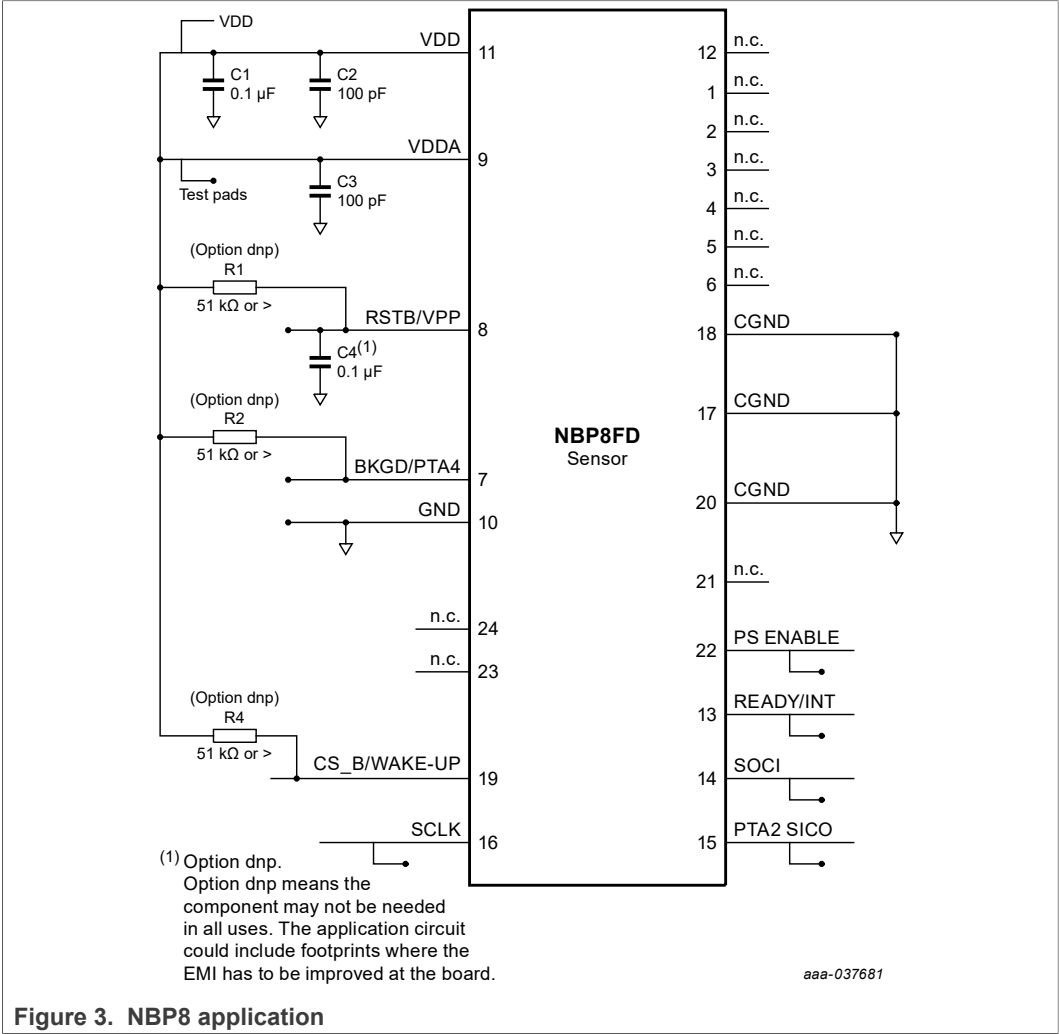 VDD
VDD
11
C1
0.1 µF
C2
100 pF
VDDA
9
Test pads
C3
100 pF
(Option dnp)
R1
51 kΩ or >
RSTB/VPP
8
C4(1)
0.1 µF
(Option dnp)
R2
51 kΩ or >
BKGD/PTA4
7
GND
10
n.c.
24
n.c.
23
(Option dnp)
R4
51 kΩ or >
CS_B/WAKE-UP
19
SCLK
16
NBP8FD
Sensor
12
n.c.
1
n.c.
2
n.c.
3
n.c.
4
n.c.
5
n.c.
6
n.c.
18
CGND
17
CGND
20
CGND
21
n.c.
22
PS ENABLE
13
READY/INT
14
SOCI
15
PTA2 SICO
(1) Option dnp.
Option dnp means the
component may not be needed
in all uses. The application circuit
could include footprints where the
EMI has to be improved at the board.
aaa-037681
Figure 3. NBP8 application